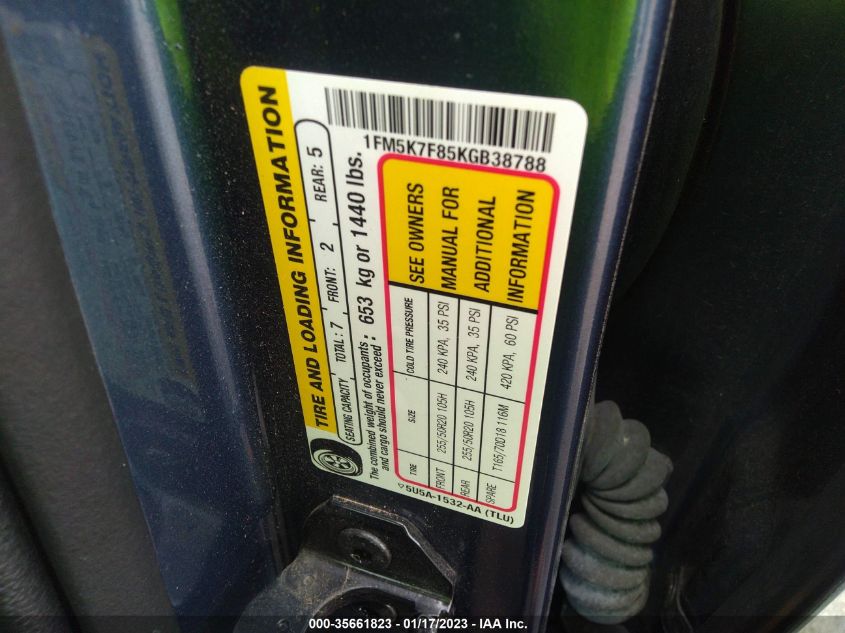 TIRE AND LOADING INFORMATION
SEATING CAPACITY TOTAL : 7 FRONT: 2 REAR: 5
The combined weight of occupants : 653 kg or 1440 lbs.
and cargo should never exceed :
1FM5K7F85KGB38788
TIRE SIZE COLD TIRE PRESSURE SEE OWNERS
FRONT 255/50R20 105H 240 KPA, 35 PSI MANUAL FOR
REAR 255/50R20 105H 240 KPA, 35 PSI ADDITIONAL
SPARE T165/70D18 116M 420 KPA, 60 PSI INFORMATION
5U5A-1532-AA (TLU)
000-35661823 — 01/17/2023 — IAA Inc.